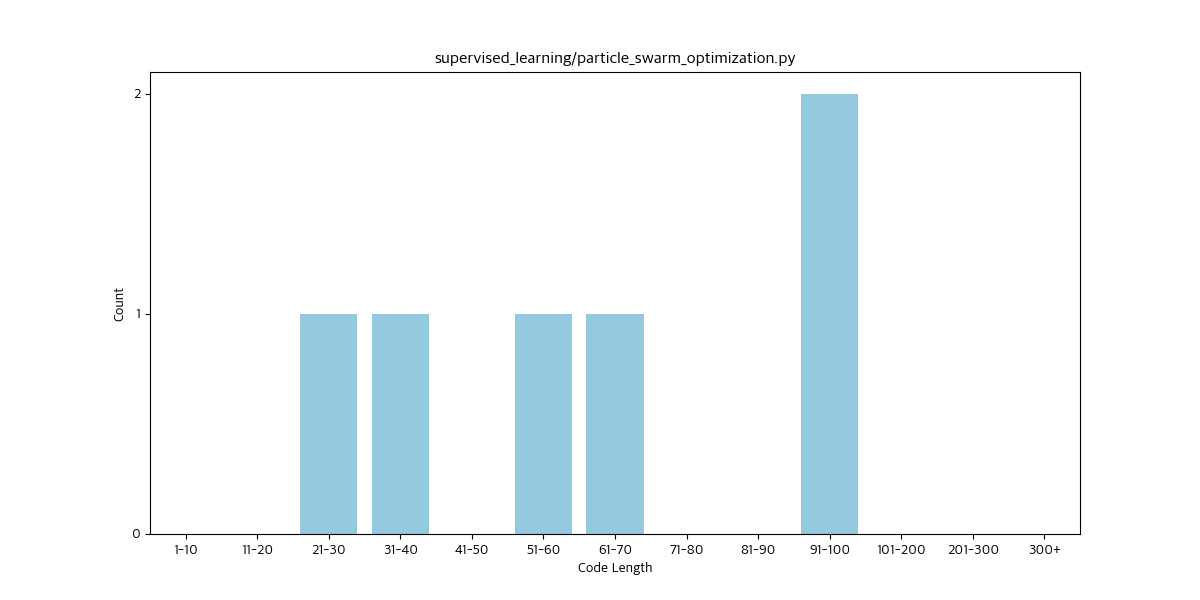 supervised_learning/particle_swarm_optimization.py
2
1
0
Count
1-10 11-20 21-30 31-40 41-50 51-60 61-70 71-80 81-90 91-100 101-200 201-300 300+
Code Length